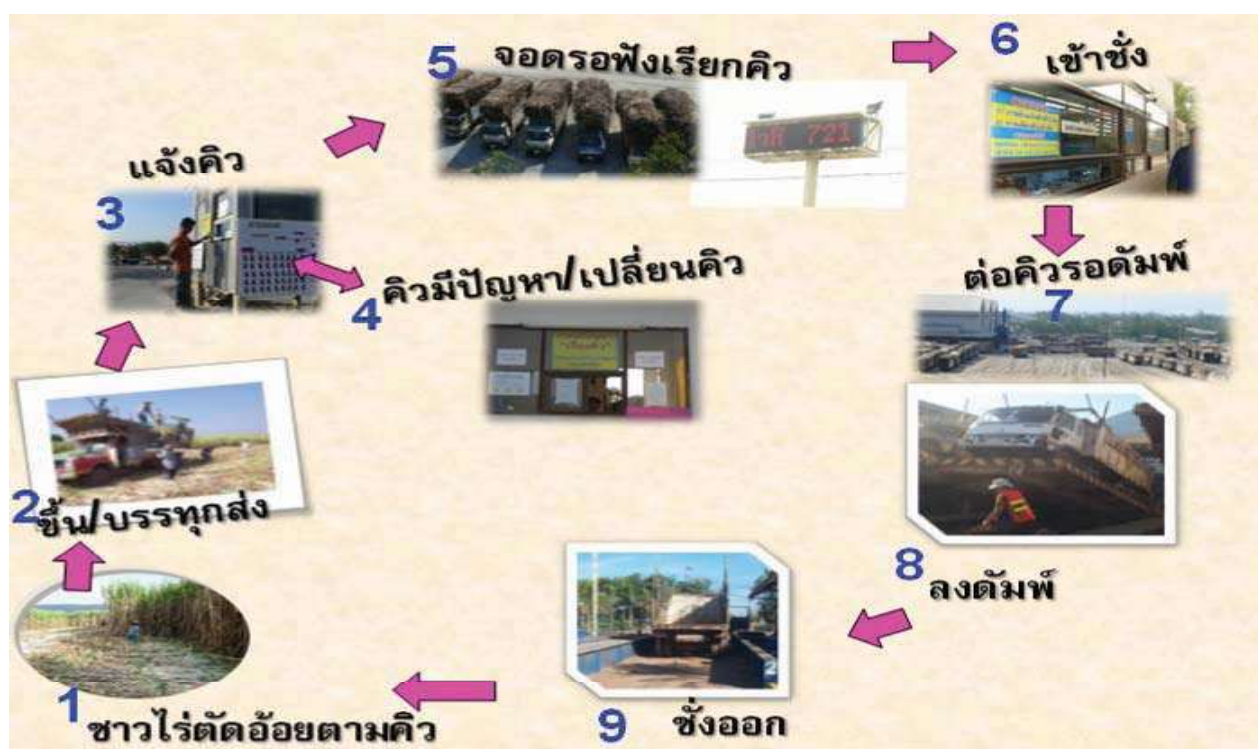 1
ชาวไร่ตัดอ้อยตามคิว
2
ขึ้น/บรรทุกส่ง
3
แจ้งคิว
4
คิวมีปัญหา/เปลี่ยนคิว
5
จอดรอฟังเรียกคิว
721
6
เข้าชั่ง
7
ต่อคิวรอดัมพ์
8
ลงดัมพ์
9
ชั่งออก